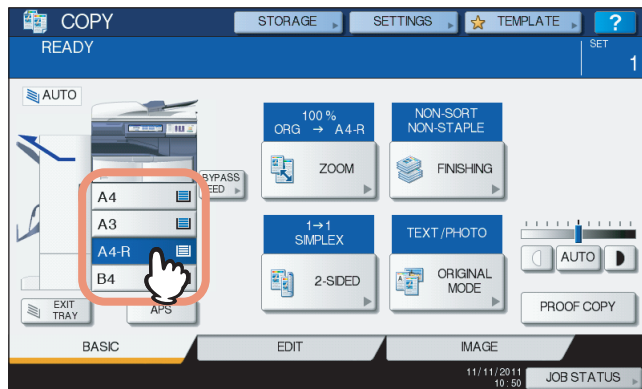 COPY
STORAGE
SETTINGS
TEMPLATE
?
READY
SET
1
AUTO
100 %
ORG → A4-R
ZOOM
NON-SORT
NON-STAPLE
FINISHING
BYPASS
FEED
A4
A3
A4-R
B4
1→1
SIMPLEX
2-SIDED
TEXT/PHOTO
ORIGINAL
MODE
AUTO
EXIT
TRAY
APS
PROOF COPY
BASIC
EDIT
IMAGE
11/11/2011
10:50
JOB STATUS